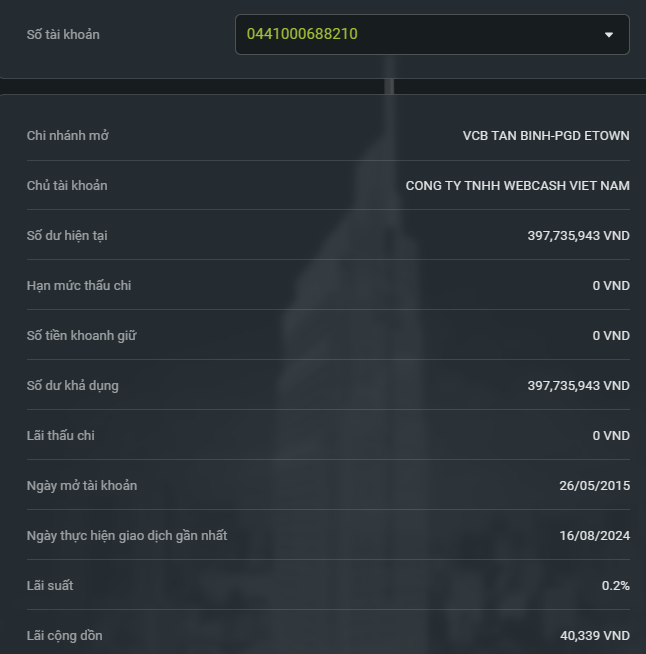 Số tài khoản 0441000688210
Chi nhánh mở VCB TAN BINH-PGD ETOWN
Chủ tài khoản CONG TY TNHH WEBCASH VIET NAM
Số dư hiện tại 397,735,943 VND
Hạn mức thấu chi 0 VND
Số tiền khoanh giữ 0 VND
Số dư khả dụng 397,735,943 VND
Lãi thấu chi 0 VND
Ngày mở tài khoản 26/05/2015
Ngày thực hiện giao dịch gần nhất 16/08/2024
Lãi suất 0.2%
Lãi cộng dồn 40,339 VND